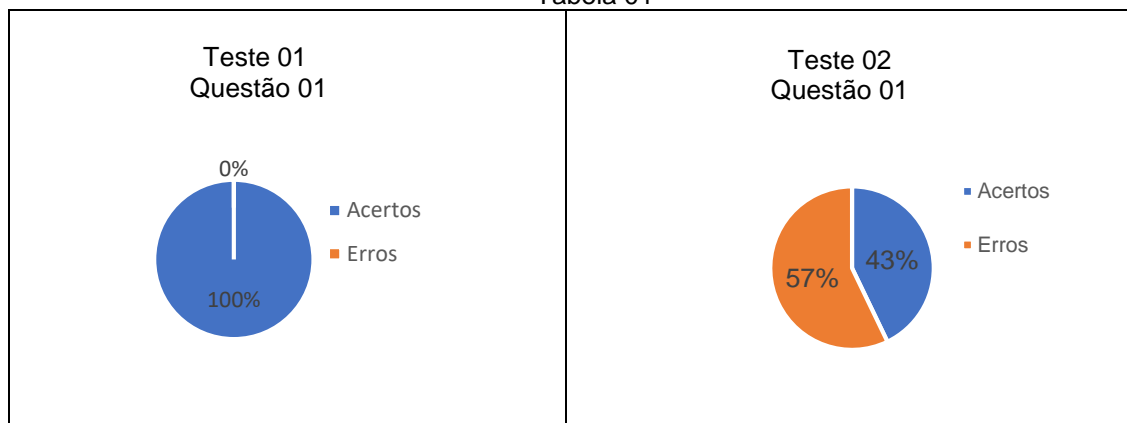 Tabela 01
Teste 01
Questão 01
0%
100%
Acertos
Erros
Teste 02
Questão 01
43%
57%
Acertos
Erros